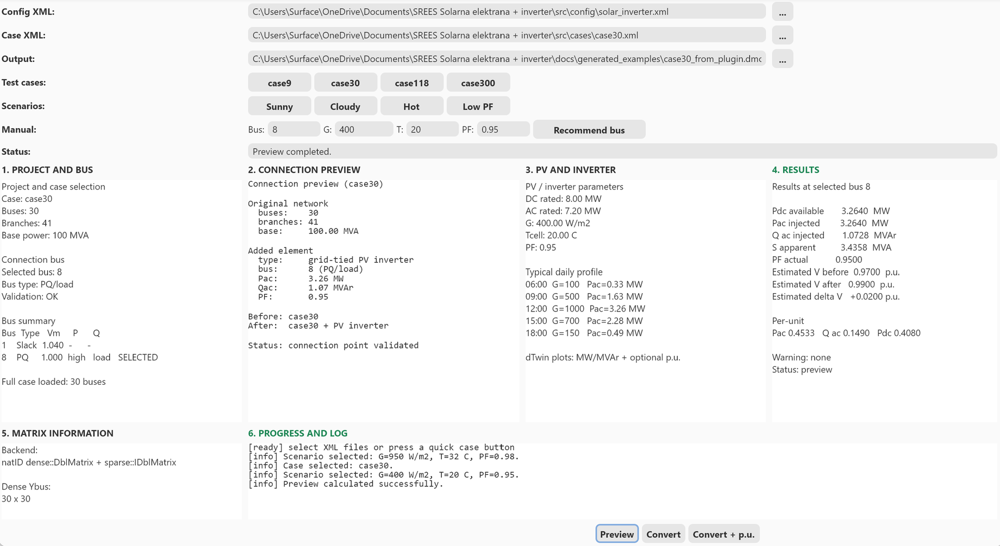 Config XML: C:\Users\Surface\OneDrive\Documents\SREES Solarna elektrana + inverter\src\config\solar_inverter.xml ...
Case XML: C:\Users\Surface\OneDrive\Documents\SREES Solarna elektrana + inverter\src\cases\case30.xml ...
Output: C:\Users\Surface\OneDrive\Documents\SREES Solarna elektrana + inverter\docs\generated_examples\case30_from_plugin.dmc ...
Test cases: case9 case30 case118 case300
Scenarios: Sunny Cloudy Hot Low PF
Manual: Bus: 8 G: 400 T: 20 PF: 0.95 Recommend bus
Status: Preview completed.
1. PROJECT AND BUS
Project and case selection
Case: case30
Buses: 30
Branches: 41
Base power: 100 MVA
Connection bus
Selected bus: 8
Bus type: PQ/load
Validation: OK
Bus summary
Bus Type Vm P Q
1 Slack 1.040 - -
8 PQ 1.000 high load SELECTED
Full case loaded: 30 buses
2. CONNECTION PREVIEW
Connection preview (case30)
Original network
buses: 30
branches: 41
base: 100.00 MVA
Added element
type: grid-tied PV inverter
bus: 8 (PQ/load)
Pac: 3.26 MW
Qac: 1.07 MVAr
PF: 0.95
Before: case30
After: case30 + PV inverter
Status: connection point validated
3. PV AND INVERTER
PV / inverter parameters
DC rated: 8.00 MW
AC rated: 7.20 MW
G: 400.00 W/m2
Tcell: 20.00 C
PF: 0.95
Typical daily profile
06:00 G=100 Pac=0.33 MW
09:00 G=500 Pac=1.63 MW
12:00 G=1000 Pac=3.26 MW
15:00 G=700 Pac=2.28 MW
18:00 G=150 Pac=0.49 MW
dTwin plots: MW/MVAr + optional p.u.
4. RESULTS
Results at selected bus 8
Pdc available 3.2640 MW
Pac injected 3.2640 MW
Q ac injected 1.0728 MVAr
S apparent 3.4358 MVA
PF actual 0.9500
Estimated V before 0.9700 p.u.
Estimated V after 0.9900 p.u.
Estimated delta V +0.0200 p.u.
Per-unit
Pac 0.4533 Q ac 0.1490 Pdc 0.4080
Warning: none
Status: preview
5. MATRIX INFORMATION
Backend:
natID dense::DblMatrix + sparse::IDblMatrix
Dense Ybus:
30 x 30
6. PROGRESS AND LOG
[ready] select XML files or press a quick case button
[info] Scenario selected: G=950 W/m2, T=32 C, PF=0.98.
[info] Case selected: case30.
[info] Scenario selected: G=400 W/m2, T=20 C, PF=0.95.
[info] Preview calculated successfully.
Preview Convert Convert + p.u.